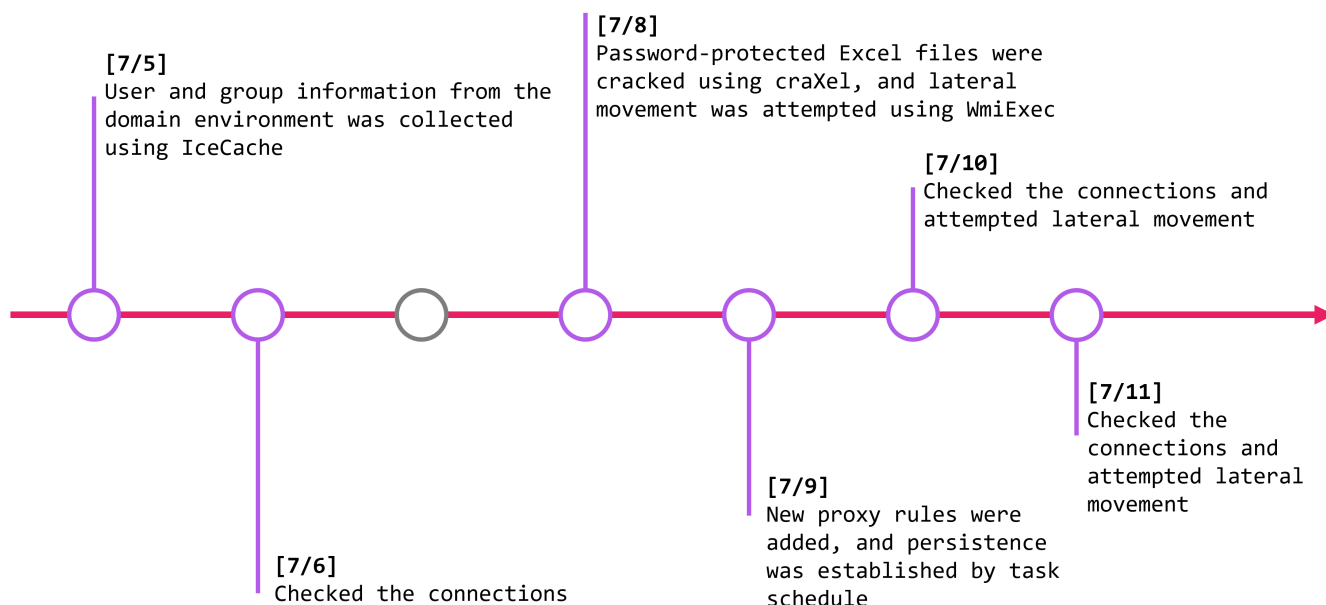 [7/5]
User and group information from the
domain environment was collected
using IceCache
[7/6]
Checked the connections
[7/8]
Password-protected Excel files were
cracked using craXel, and lateral
movement was attempted using WmiExec
[7/9]
New proxy rules were
added, and persistence
was established by task
schedule
[7/10]
Checked the connections and
attempted lateral movement
[7/11]
Checked the
connections and
attempted lateral
movement